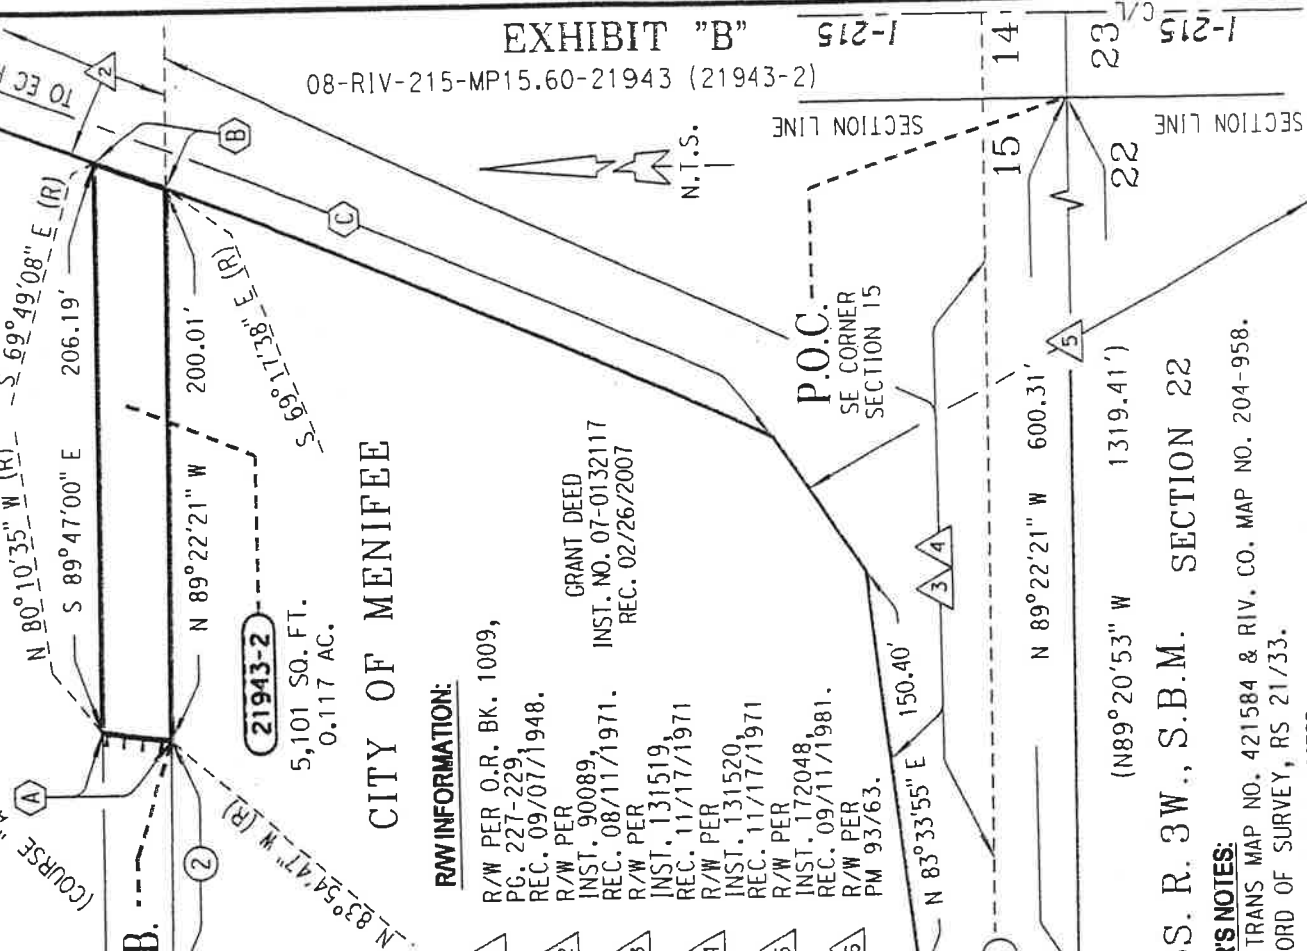 EXHIBIT "B"
08-RIV-215-MP15.60-21943 (21943-2)
I-215
14
23
C/L
I-215
SECTION LINE
15
22
SECTION LINE
TO EC
2
B
N.T.S.
C
N 80°10'35" W (R)
S 69°49'08" E (R)
S 89°47'00" E
206.19'
200.01'
N 89°22'21" W
S 69°17'38" E (R)
P.O.C.
SE CORNER
SECTION 15
21943-2
5,101 SQ. FT.
0.117 AC.
CITY OF MENIFEE
GRANT DEED
INST. NO. 07-0132117
REC. 02/26/2007
A
(COURSE "A
B.
2
N 83°54'47" W (R)
R/W INFORMATION:
R/W PER O.R. BK. 1009,
PG. 227-229,
REC. 09/07/1948.
2
R/W PER
INST. 90089,
REC. 08/11/1971.
3
R/W PER
INST. 131519,
REC. 11/17/1971
4
R/W PER
INST. 131520,
REC. 11/17/1971
5
R/W PER
INST. 172048,
REC. 09/11/1981.
6
R/W PER
PM 93/63.
150.40'
N 83°33'55" E
3
4
5
N 89°22'21" W
600.31'
(N89°20'53" W
1319.41')
S. R. 3W., S.B.M.
SECTION 22
R'S NOTES:
TRANS MAP NO. 421584 & RIV. CO. MAP NO. 204-958.
ORD OF SURVEY, RS 21/33.